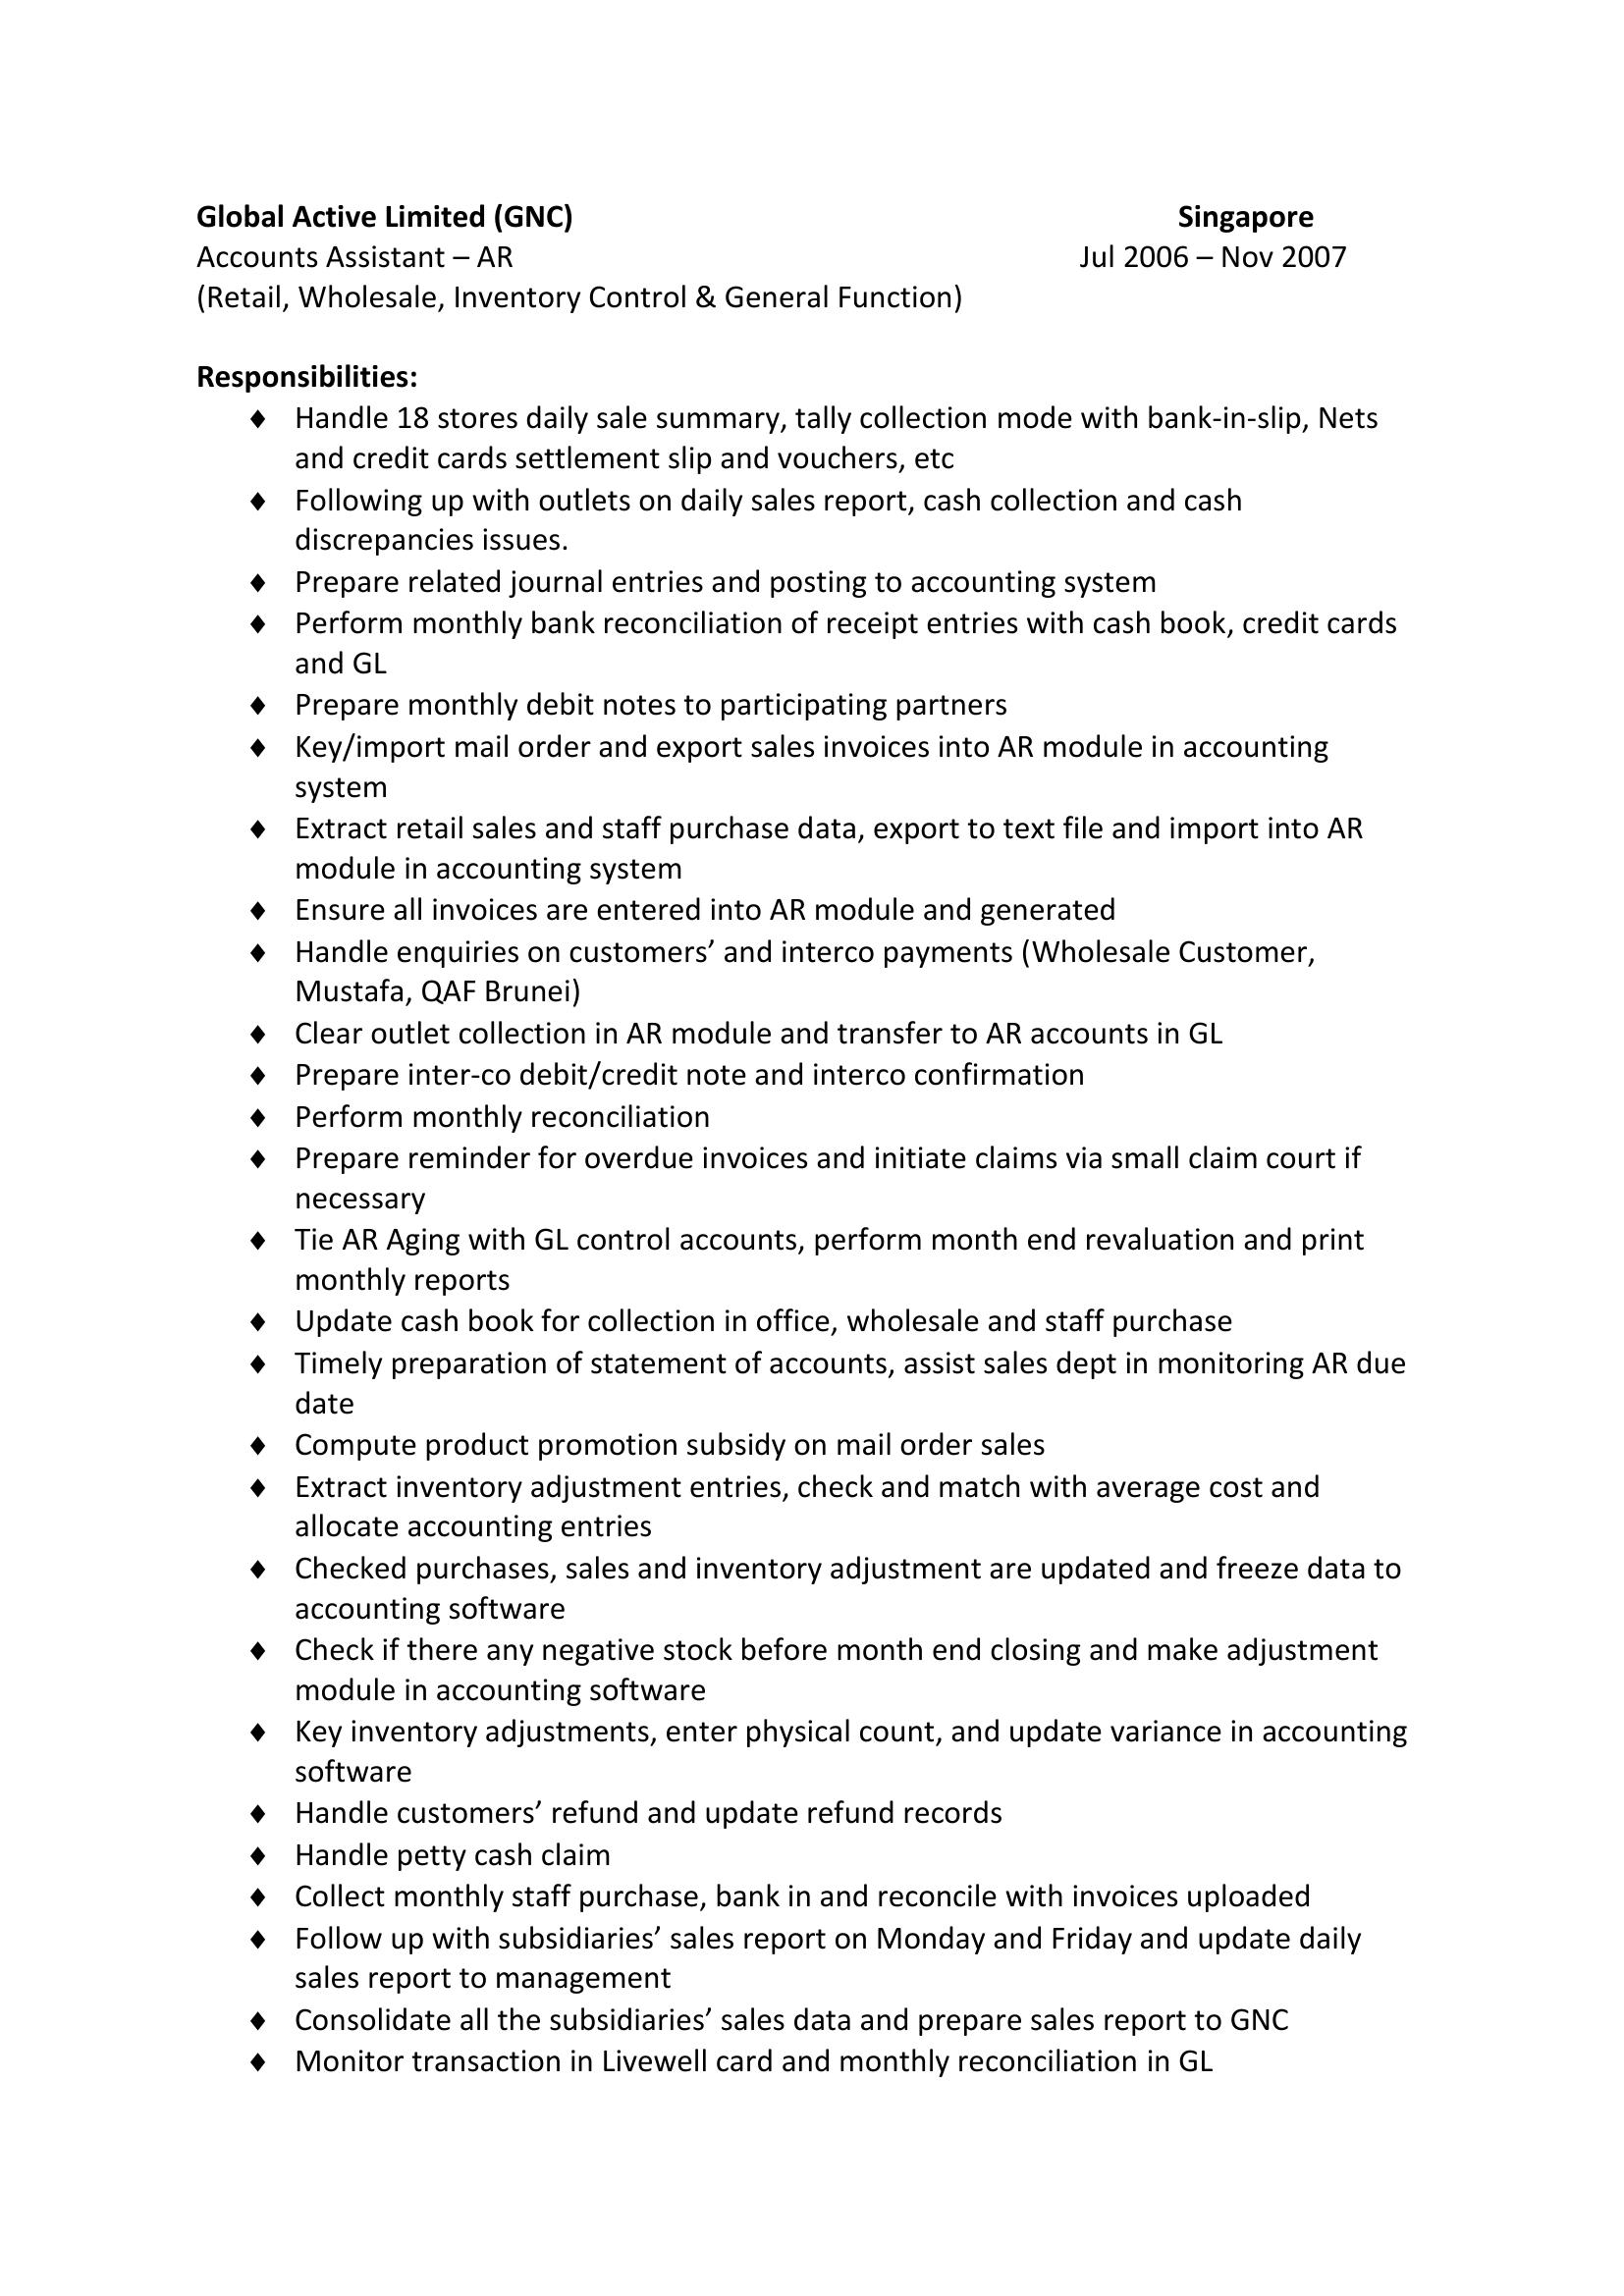 Global Active Limited (GNC) Singapore
Accounts Assistant – AR Jul 2006 – Nov 2007
(Retail, Wholesale, Inventory Control & General Function)
Responsibilities:
♦ Handle 18 stores daily sale summary, tally collection mode with bank-in-slip, Nets
and credit cards settlement slip and vouchers, etc
♦ Following up with outlets on daily sales report, cash collection and cash
discrepancies issues.
♦ Prepare related journal entries and posting to accounting system
♦ Perform monthly bank reconciliation of receipt entries with cash book, credit cards
and GL
♦ Prepare monthly debit notes to participating partners
♦ Key/import mail order and export sales invoices into AR module in accounting
system
♦ Extract retail sales and staff purchase data, export to text file and import into AR
module in accounting system
♦ Ensure all invoices are entered into AR module and generated
♦ Handle enquiries on customers’ and interco payments (Wholesale Customer,
Mustafa, QAF Brunei)
♦ Clear outlet collection in AR module and transfer to AR accounts in GL
♦ Prepare inter-co debit/credit note and interco confirmation
♦ Perform monthly reconciliation
♦ Prepare reminder for overdue invoices and initiate claims via small claim court if
necessary
♦ Tie AR Aging with GL control accounts, perform month end revaluation and print
monthly reports
♦ Update cash book for collection in office, wholesale and staff purchase
♦ Timely preparation of statement of accounts, assist sales dept in monitoring AR due
date
♦ Compute product promotion subsidy on mail order sales
♦ Extract inventory adjustment entries, check and match with average cost and
allocate accounting entries
♦ Checked purchases, sales and inventory adjustment are updated and freeze data to
accounting software
♦ Check if there any negative stock before month end closing and make adjustment
module in accounting software
♦ Key inventory adjustments, enter physical count, and update variance in accounting
software
♦ Handle customers’ refund and update refund records
♦ Handle petty cash claim
♦ Collect monthly staff purchase, bank in and reconcile with invoices uploaded
♦ Follow up with subsidiaries’ sales report on Monday and Friday and update daily
sales report to management
♦ Consolidate all the subsidiaries’ sales data and prepare sales report to GNC
♦ Monitor transaction in Livewell card and monthly reconciliation in GL